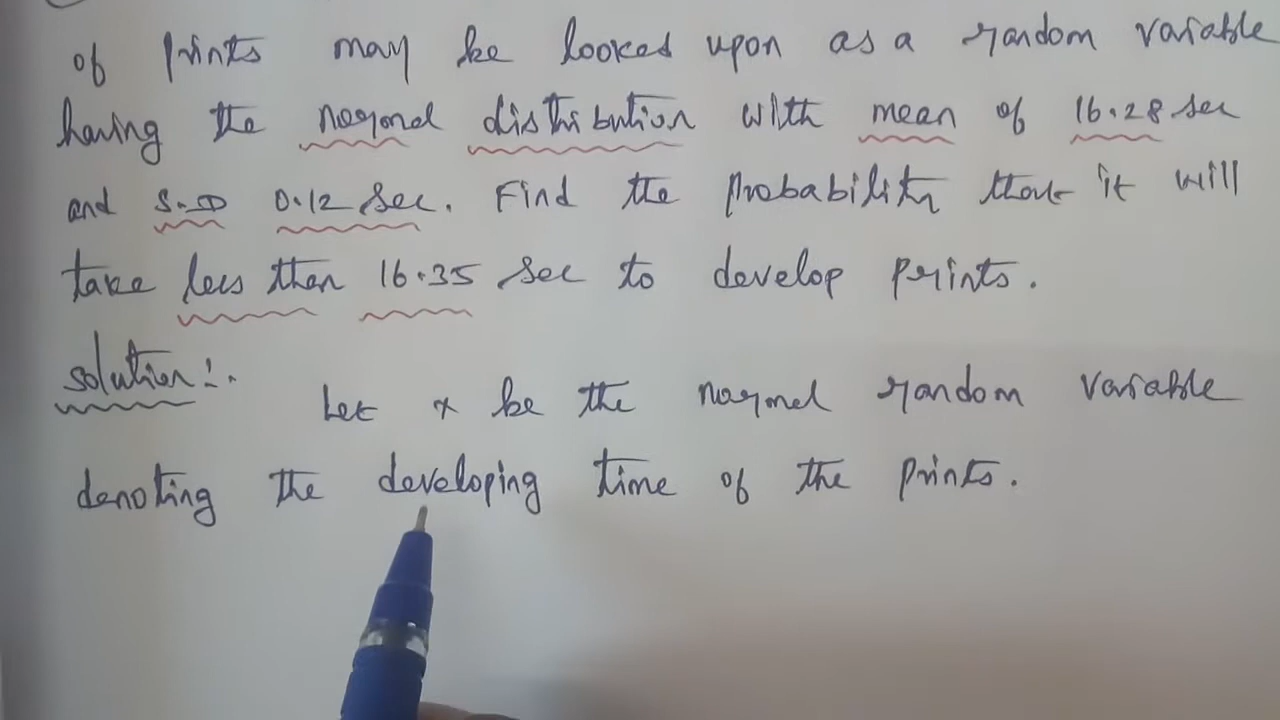 of prints may be looked upon as a random variable
having the normal distribution with mean of 16.28 sec
and S.D 0.12 sec. Find the probability that it will
take less than 16.35 sec to develop prints.
solution:.
Let x be the normal random variable
denoting the developing time of the prints.